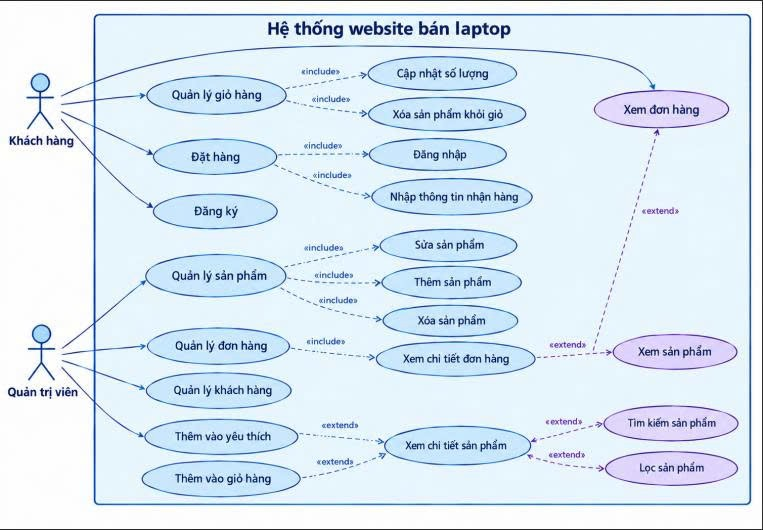 Hệ thống website bán laptop
Khách hàng
Quản lý giỏ hàng
«include»
Cập nhật số lượng
«include»
Xóa sản phẩm khỏi giỏ
Xem đơn hàng
Đặt hàng
«include»
Đăng nhập
«include»
Nhập thông tin nhận hàng
Đăng ký
«extend»
Quản lý sản phẩm
«include»
Sửa sản phẩm
«include»
Thêm sản phẩm
«include»
Xóa sản phẩm
Quản trị viên
Quản lý đơn hàng
«include»
Xem chi tiết đơn hàng
«extend»
Xem sản phẩm
Quản lý khách hàng
Thêm vào yêu thích
«extend»
Xem chi tiết sản phẩm
«extend»
Tìm kiếm sản phẩm
Thêm vào giỏ hàng
«extend»
«extend»
Lọc sản phẩm